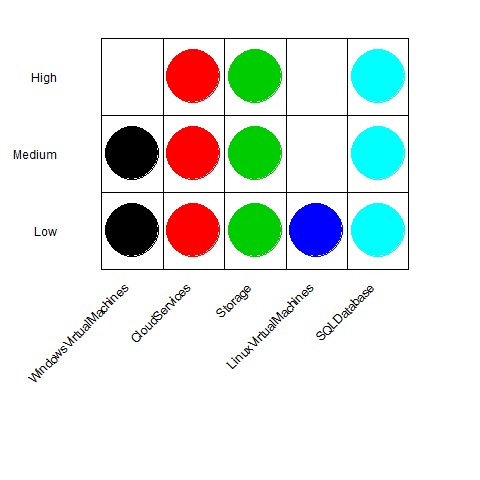 High
Medium
Low
WindowsVirtualMachines
CloudServices
Storage
LinuxVirtualMachines
SQLDatabase